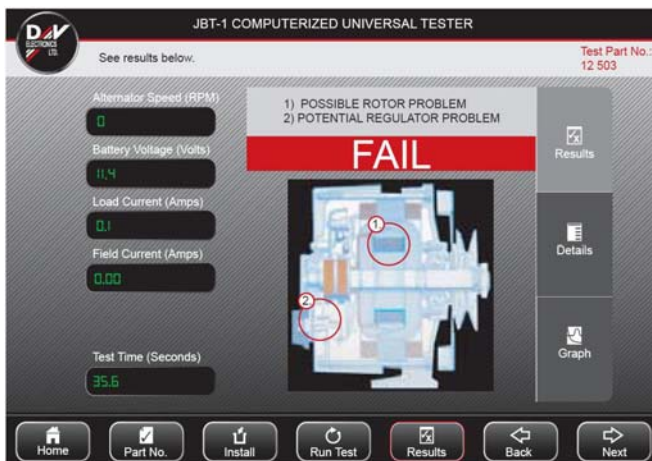 D&V
ELECTRONICS
LTD.
JBT-1 COMPUTERIZED UNIVERSAL TESTER
See results below.
Test Part No.:
12 503
Alternator Speed (RPM)
0
Battery Voltage (Volts)
11.4
Load Current (Amps)
0.1
Field Current (Amps)
0.00
Test Time (Seconds)
35.6
1) POSSIBLE ROTOR PROBLEM
2) POTENTIAL REGULATOR PROBLEM
FAIL
1
2
Results
Details
Graph
Home
Part No.
Install
Run Test
Results
Back
Next